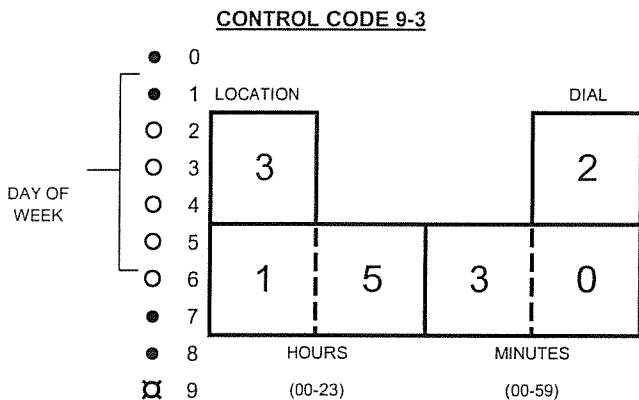 CONTROL CODE 9-3
0
1 LOCATION DIAL
2
3 3 2
DAY OF
WEEK
4
5
6 1 5 3 0
7
8 HOURS MINUTES
9 (00-23) (00-59)